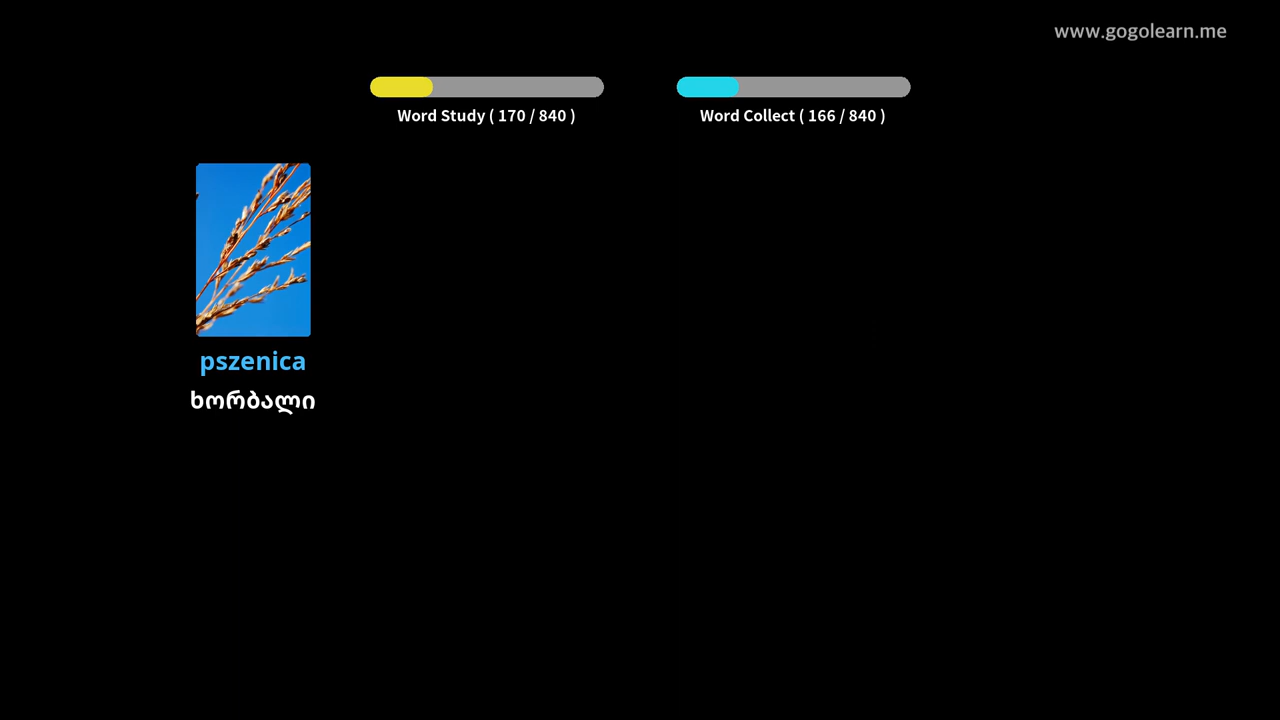 www.gogolearn.me
Word Study ( 170 / 840 )
Word Collect ( 166 / 840 )
pszenica
ხორბალი